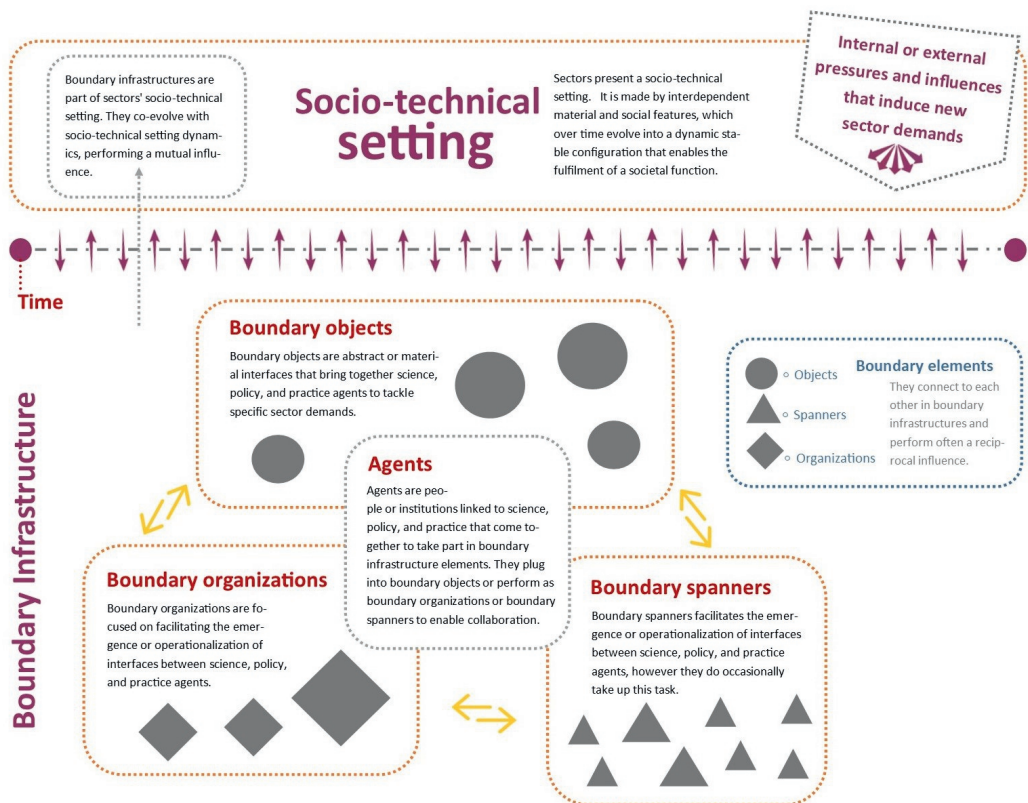 Boundary infrastructures are
part of sectors' socio-technical
setting. They co-evolve with
socio-technical setting dynam-
ics, performing a mutual influ-
ence.
Socio-technical
setting
Sectors present a socio-technical
setting. It is made by interdependent
material and social features, which
over time evolve into a dynamic sta-
ble configuration that enables the
fulfilment of a societal function.
Internal or external
pressures and influences
that induce new
sector demands
Time
Boundary Infrastructure
Boundary objects
Boundary objects are abstract or materi-
al interfaces that bring together science,
policy, and practice agents to tackle
specific sector demands.
Boundary elements
Objects
Spanners
Organizations
They connect to each
other in boundary
infrastructures and
perform often a recip-
rocal influence.
Agents
Agents are peo-
ple or institutions linked to science,
policy, and practice that come to-
gether to take part in boundary
infrastructure elements. They plug
into boundary objects or perform as
boundary organizations or boundary
spanners to enable collaboration.
Boundary organizations
Boundary organizations are fo-
cused on facilitating the emer-
gence or operationalization of
interfaces between science, policy,
and practice agents.
Boundary spanners
Boundary spanners facilitates the emer-
gence or operationalization of interfaces
between science, policy, and practice
agents, however they do occasionally
take up this task.